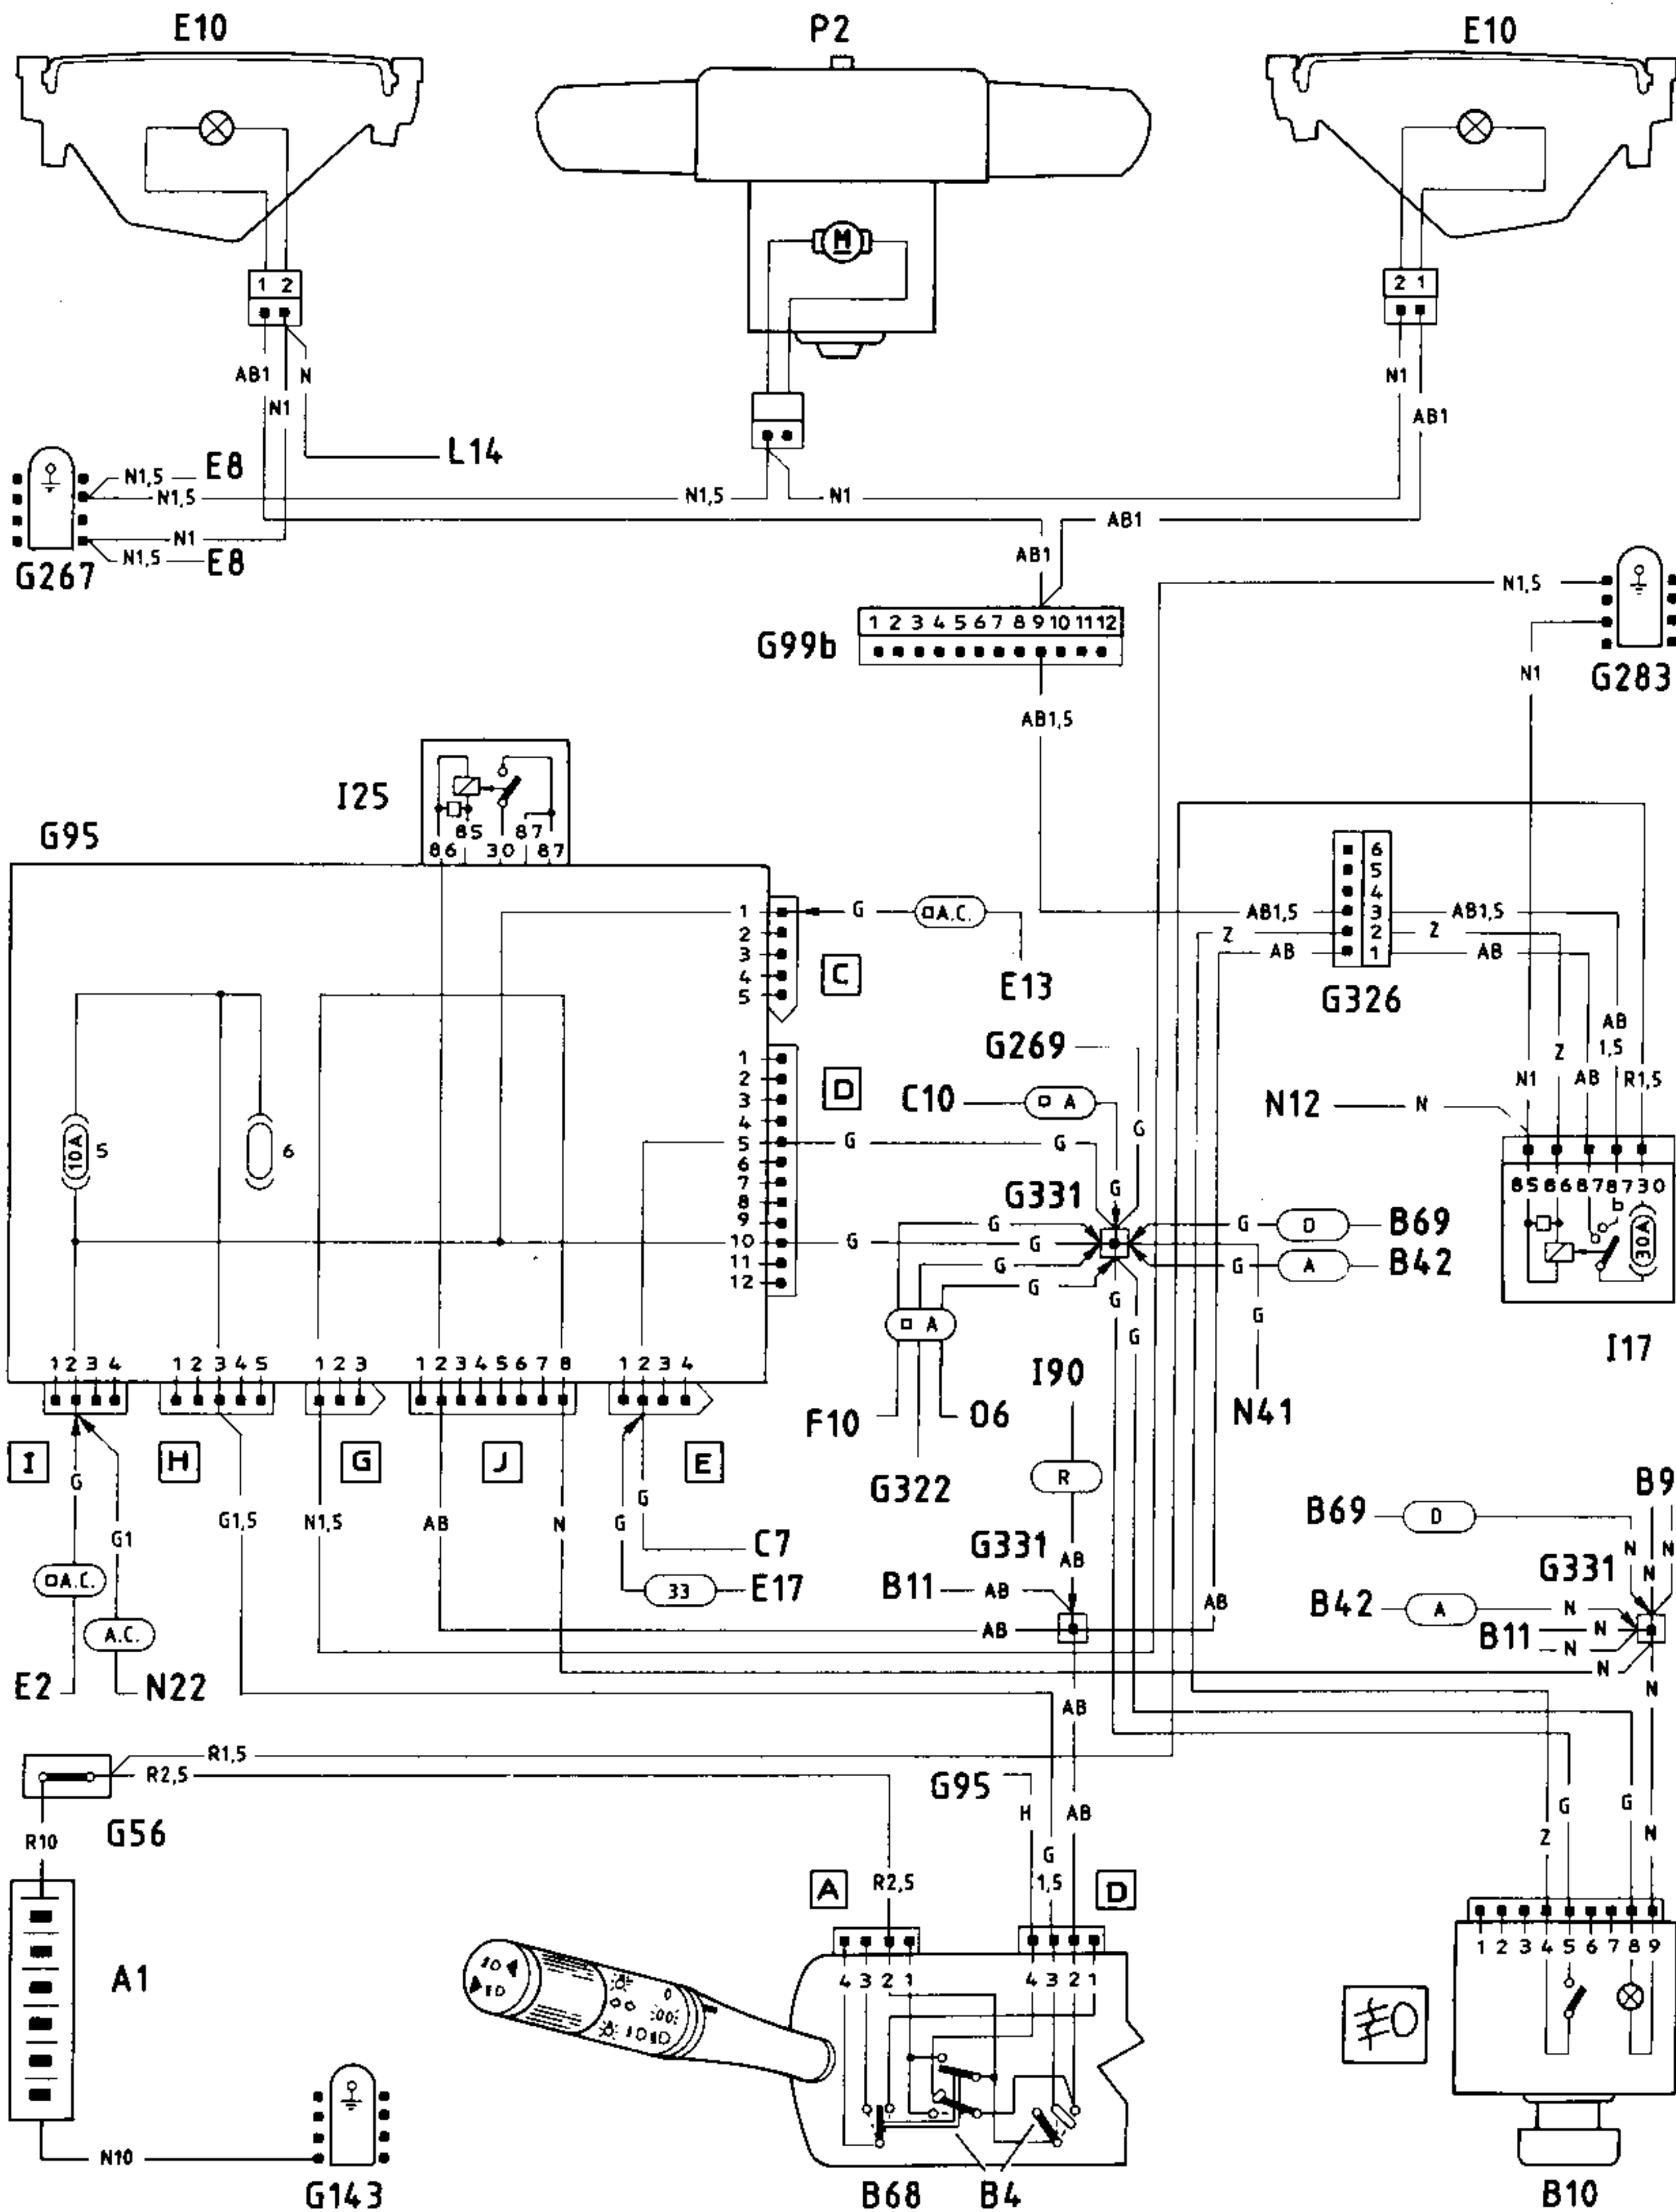 E10 P2 E10
M
1 2
2 1
AB1 N
N1
N1
AB1
L14
N1,5 E8
N1,5 N1,5 N1
N1
N1,5 E8
G267
AB1
AB1
N1,5
G283
1 2 3 4 5 6 7 8 9 10 11 12
G99b
AB1,5
N1
I25
85 87
86 30 87
G95
6
5
4
3
2
1
AB1,5 AB1,5
Z Z
AB AB
G326
1
2
3
4
5
C
G A.C.
E13
1
2
3
4
5
6
7
8
9
10
11
12
D
10A 5
6
G269
C10 A
G
G G
G
G331
G
G
G
G
G
G D B69
G A B42
G
G
G
N41
A
F10
O6
G322
N12 N
N1 Z AB AB 1,5 R1,5
85 86 87 87b 30
30A
I17
1 2 3 4
1 2 3 4 5
1 2 3
1 2 3 4 5 6 7 8
1 2 3 4
I H G J E
G
G1
G1,5
N1,5
AB
N
G
G
C7
33 E17
A.C.
A.C.
E2
N22
I90
R
G331 AB
B11 AB
AB
AB
B9
B69 D
N N
G331
N
B42 A N
B11 N
N
N
N
AB
R1,5
R2,5
G56
R10
A1
N10
G143
G95
H AB
G
1,5
A R2,5 D
4 3 2 1
4 3 2 1
B68 B4
Z G G N
1 2 3 4 5 6 7 8 9
B10